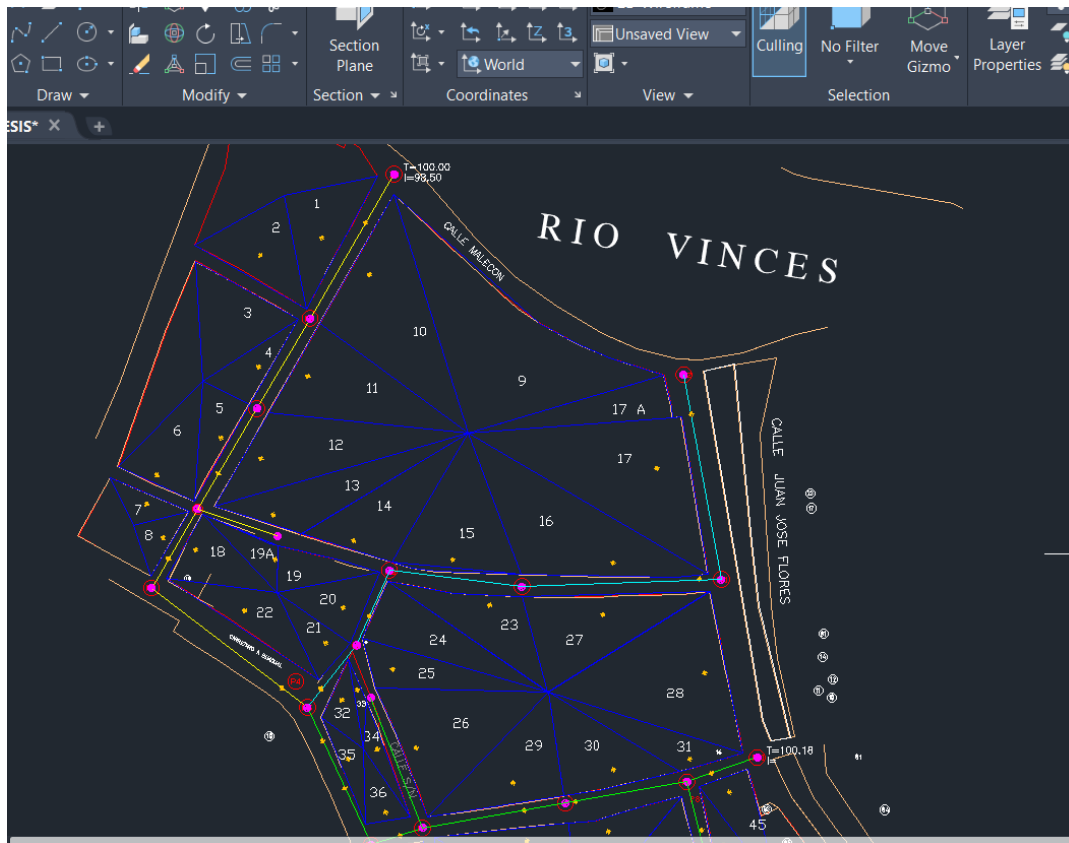 Unsaved View
Section
Plane
World
Culling
No Filter
Move
Gizmo
Layer
Properties
Draw
Modify
Section
Coordinates
View
Selection
ESIS*
T=100.00
I=98.50
RIO VINCES
CALLE MALECON
1
2
3
4
5
6
7
8
9
10
11
12
13
14
15
16
17 A
17
CALLE JUAN JOSE FLORES
18
19A
19
20
21
22
23
24
25
26
27
28
29
30
31
32
33
34
35
36
CALLE S/N
T=100.18
I=
45